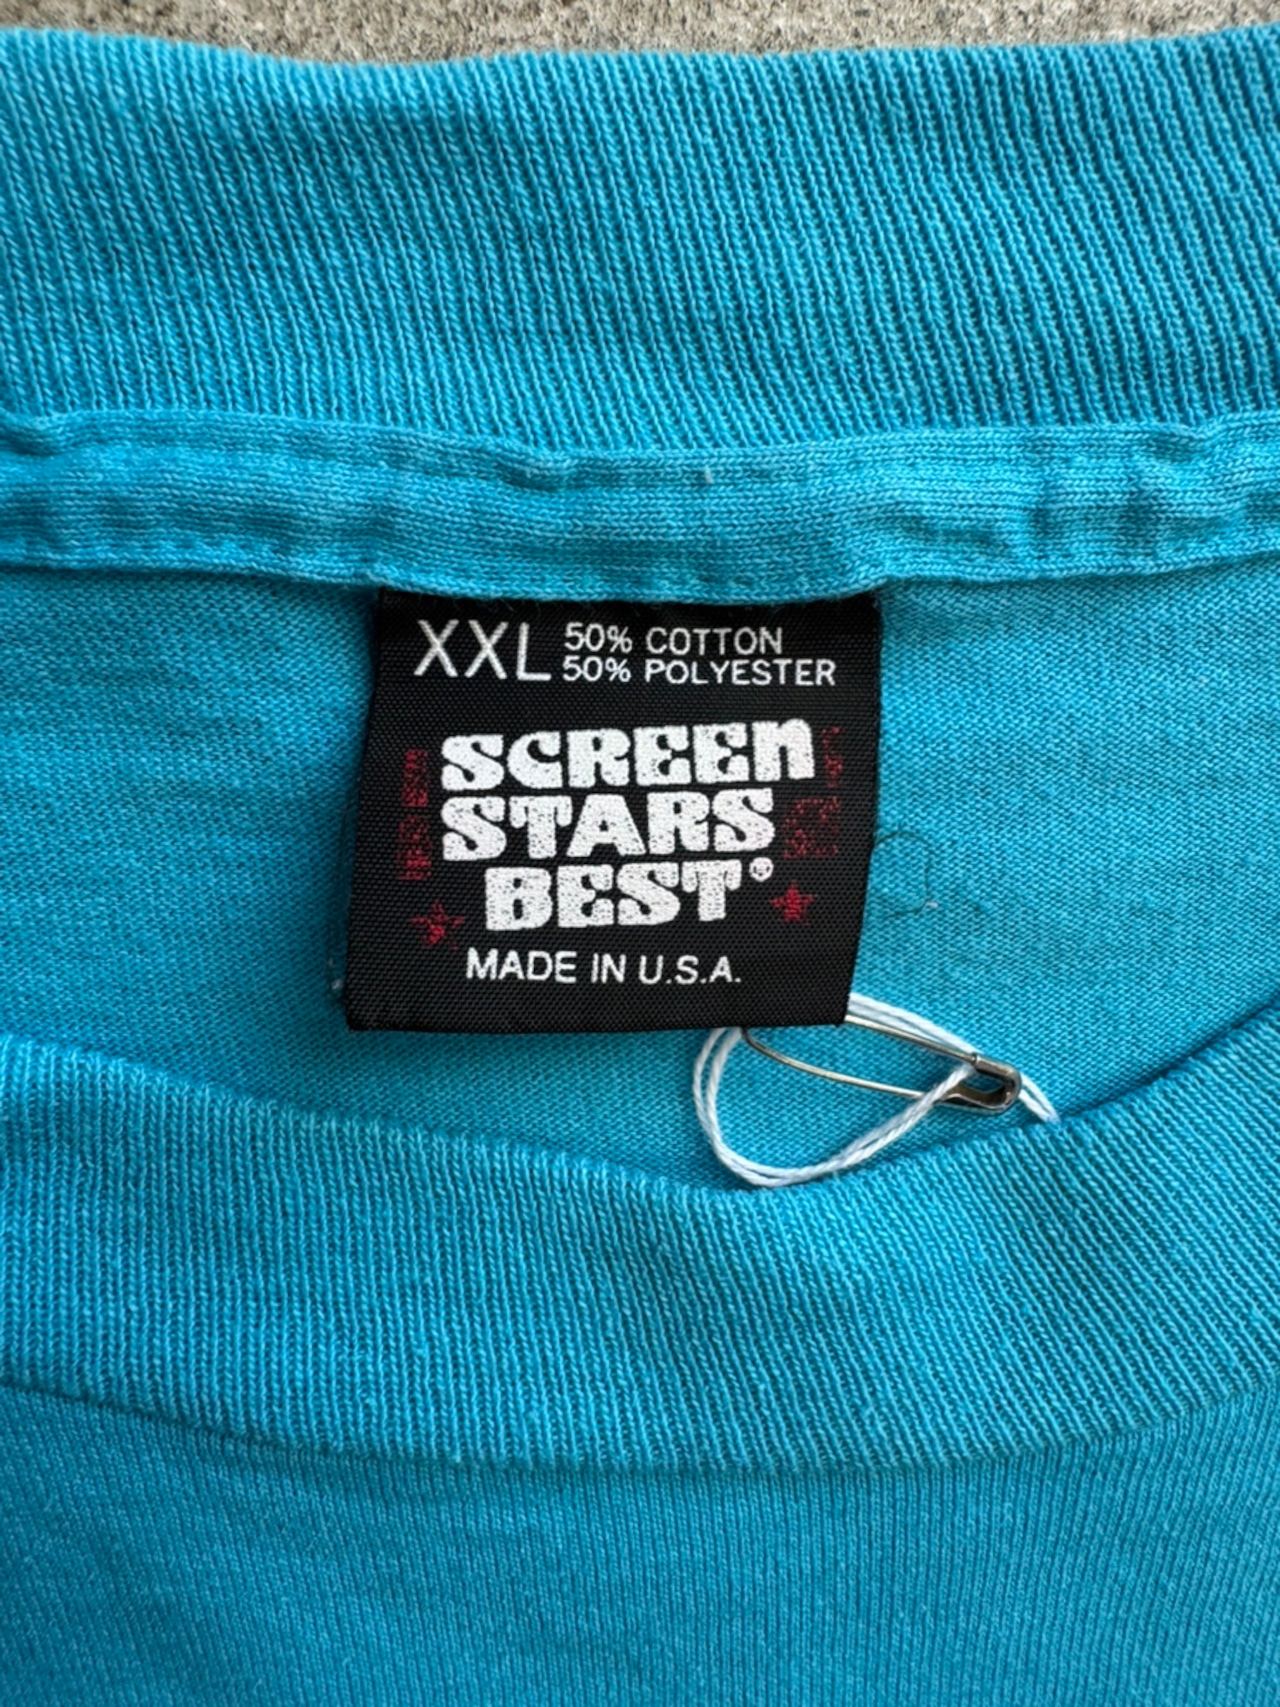 XXL 50% COTTON
50% POLYESTER
SCREEN
STARS
BEST®
MADE IN U.S.A.